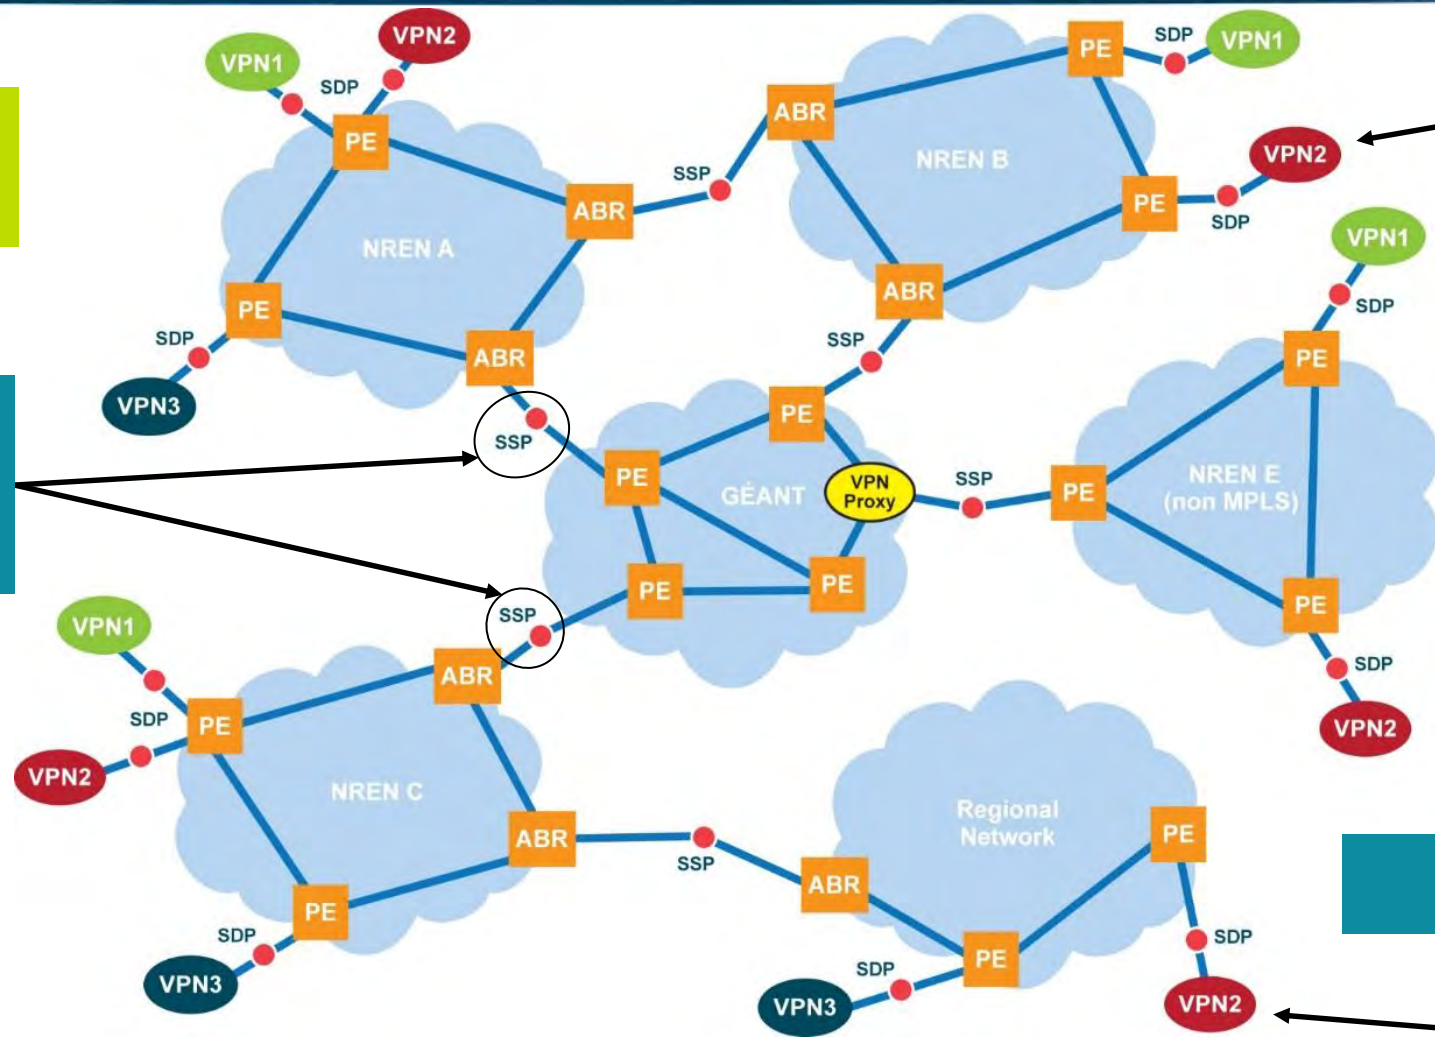 VPN1
SDP
VPN2
PE
NREN A
ABR
PE
SDP
VPN3
ABR
SSP
SSP
ABR
NREN B
PE
SDP
VPN1
VPN2
PE
SDP
ABR
SSP
VPN1
SDP
PE
PE
NREN E
(non MPLS)
PE
SDP
VPN2
PE
PE
GÉANT
VPN
Proxy
SSP
PE
PE
SSP
VPN1
SDP
VPN2
PE
ABR
NREN C
ABR
PE
SDP
VPN3
SSP
ABR
Regional
Network
PE
SDP
VPN2
PE
SDP
VPN3